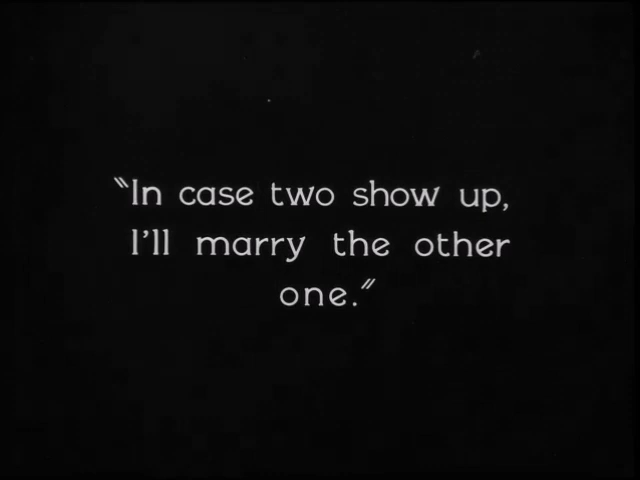 "In case two show up,
I'll marry the other
one."